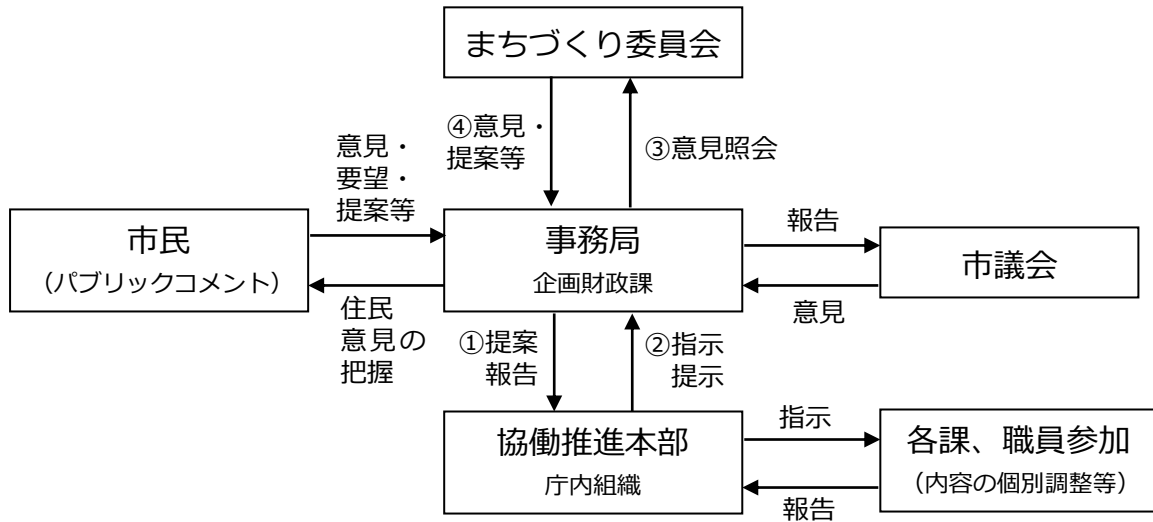 まちづくり委員会
④意見・
提案等
③意見照会
意見・
要望・
提案等
市民
（パブリックコメント）
事務局
企画財政課
報告
市議会
意見
住民
意見の
把握
①提案
報告
②指示
提示
協働推進本部
庁内組織
指示
各課、職員参加
（内容の個別調整等）
報告